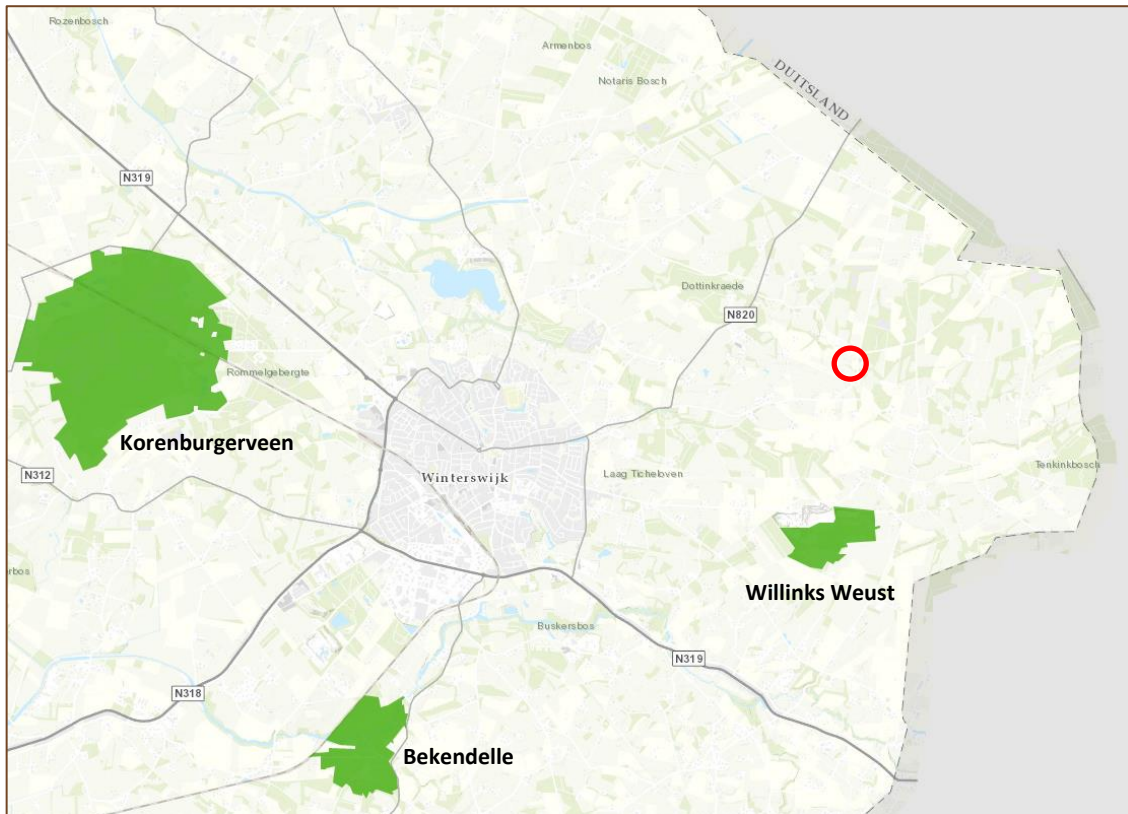 Rozenbosch
Armenbos
Notaris Bosch
DUITSLAND
N319
Dottinkraede
N820
Rommelgebergte
Korenburgerveen
N312
Winterswijk
Laag Ticheloven
Tenkinkbosch
Willinks Weust
Buskersbos
N319
N318
Bekendelle